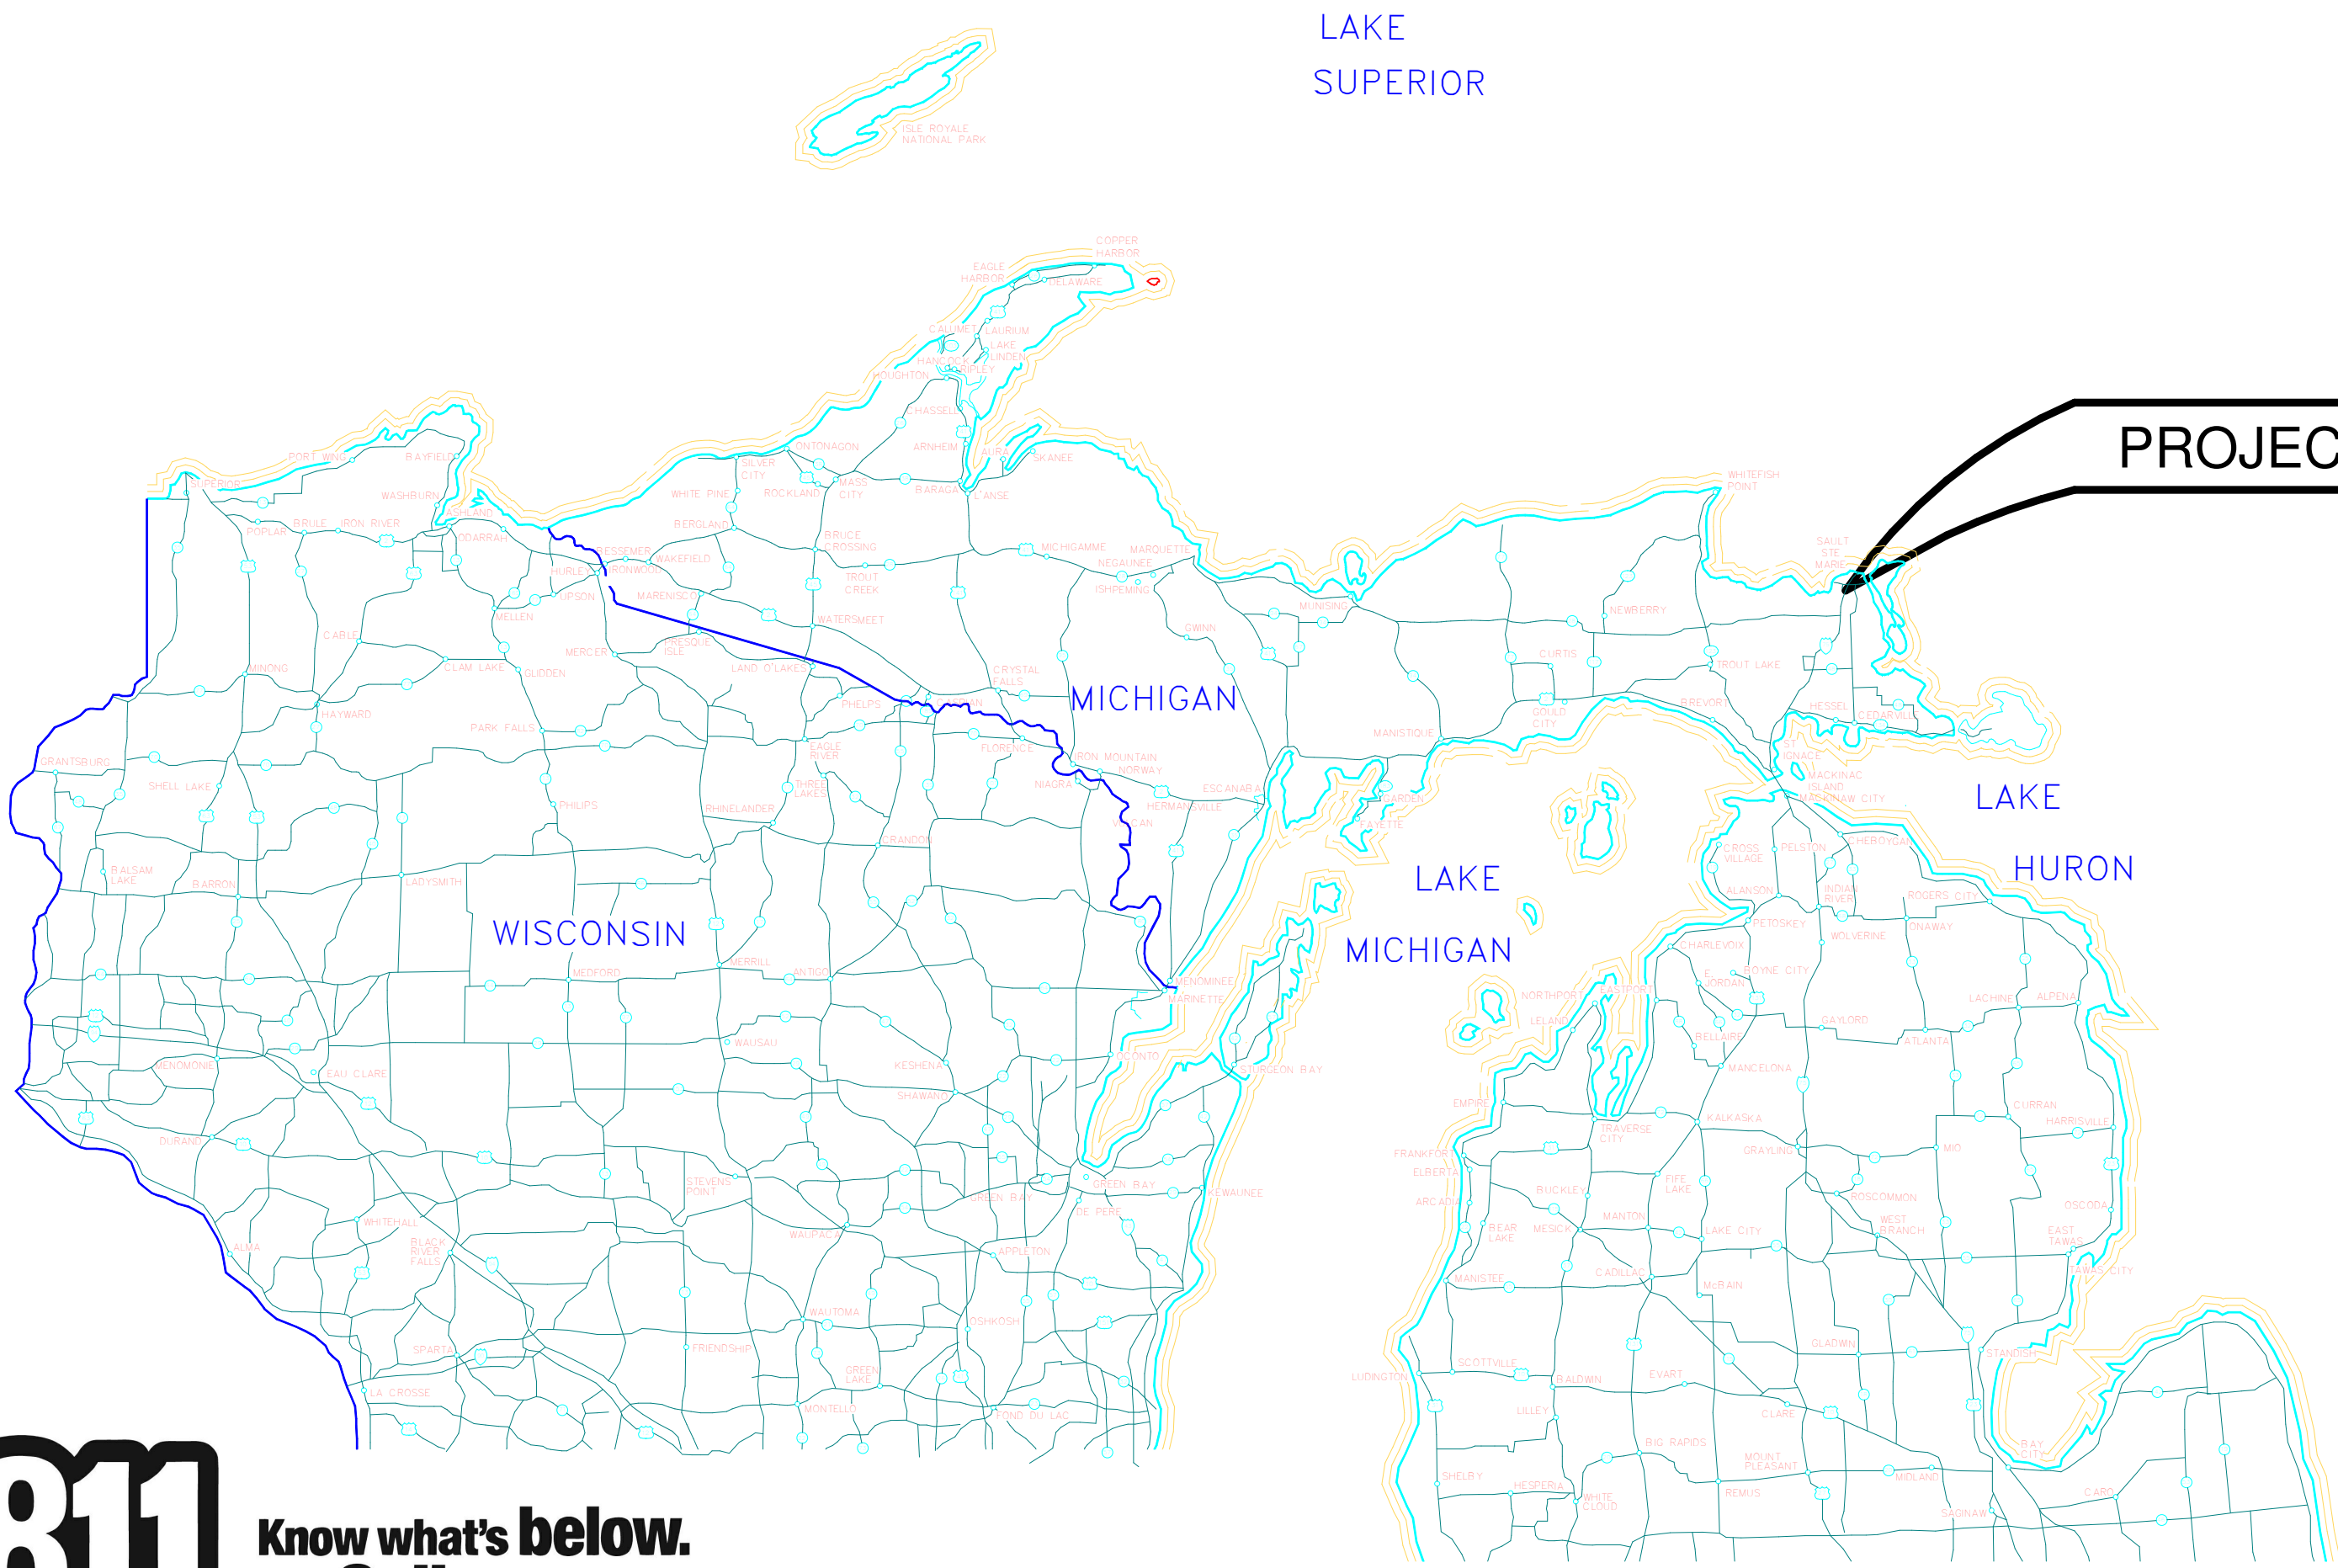 LAKE
SUPERIOR
ISLE ROYALE
NATIONAL PARK
COPPER
HARBOR
EAGLE
HARBOR
DELAWARE
CALUMET
LAURIUM
LAKE
LINDEN
HANCOCK
RIPLEY
HOUGHTON
CHASSELL
PROJEC
ONTONAGON
ARNHEIM
AURA
SKANEE
PORT WING
BAYFIELD
SILVER
CITY
WHITEFISH
POINT
SUPERIOR
WASHBURN
WHITE PINE
ROCKLAND
MASS
CITY
BARAGA
L'ANSE
ASHLAND
POPLAR
BRULE
IRON RIVER
ODARRAH
BERGLAND
BRUCE
CROSSING
MICHIGAMME
MARQUETTE
NEGAUNEE
ISHPEMING
SAULT
STE
MARIE
BESSEMER
WAKEFIELD
HURLEY
IRONWOOD
TROUT
CREEK
UPSON
MARENISCO
MELLEN
WATERSMEET
MUNISING
NEWBERRY
GWINN
CABLE
MERCER
PRESQUE
ISLE
MINONG
CLAM LAKE
GLIDDEN
LAND O'LAKES
CRYSTAL
FALLS
CURTIS
TROUT LAKE
MICHIGAN
HAYWARD
PHELPS
CASPIAN
BREVORT
HESSEL
CEDARVILLE
GOULD
CITY
PARK FALLS
MANISTIQUE
EAGLE
RIVER
FLORENCE
IRON MOUNTAIN
NORWAY
ST
IGNACE
GRANTSBURG
SHELL LAKE
THREE
LAKES
NIAGRA
ESCANABA
HERMANSVILLE
GARDEN
MACKINAC
ISLAND
MACKINAW CITY
LAKE
HURON
PHILIPS
RHINELANDER
VULCAN
FAYETTE
CRANDON
CROSS
VILLAGE
PELSTON
CHEBOYGAN
BALSAM
LAKE
BARRON
LADYSMITH
LAKE
MICHIGAN
ALANSON
INDIAN
RIVER
ROGERS CITY
WISCONSIN
PETOSKEY
ONAWAY
WOLVERINE
CHARLEVOIX
MERRILL
MEDFORD
ANTIGO
MENOMINEE
MARINETTE
E.
JORDAN
BOYNE CITY
NORTHPORT
EASTPORT
LACHINE
ALPENA
LELAND
GAYLORD
BELLAIRE
ATLANTA
WAUSAU
MENOMONIE
EAU CLARE
KESHENA
OCONTO
STURGEON BAY
MANCELONA
SHAWANO
EMPIRE
KALKASKA
CURRAN
HARRISVILLE
DURAND
TRAVERSE
CITY
GRAYLING
MIO
FRANKFORT
ELBERTA
STEVENS
POINT
GREEN BAY
GREEN BAY
KEWAUNEE
BUCKLEY
FIFE
LAKE
ARCADIA
ROSCOMMON
OSCODA
DE PERE
WHITEHALL
WAUPACA
BEAR
LAKE
MESICK
MANTON
LAKE CITY
WEST
BRANCH
EAST
TAWAS
ALMA
BLACK
RIVER
FALLS
APPLETON
TAWAS CITY
MANISTEE
CADILLAC
McBAIN
WAUTOMA
OSHKOSH
SPARTA
FRIENDSHIP
GLADWIN
STANDISH
GREEN
LAKE
LUDINGTON
SCOTTVILLE
BALDWIN
EVART
LA CROSSE
MONTELLO
FOND DU LAC
LILLEY
CLARE
BIG RAPIDS
BAY
CITY
MOUNT
PLEASANT
MIDLAND
SHELBY
HESPERIA
WHITE
CLOUD
REMUS
CARO
SAGINAW
811
Know what's below.